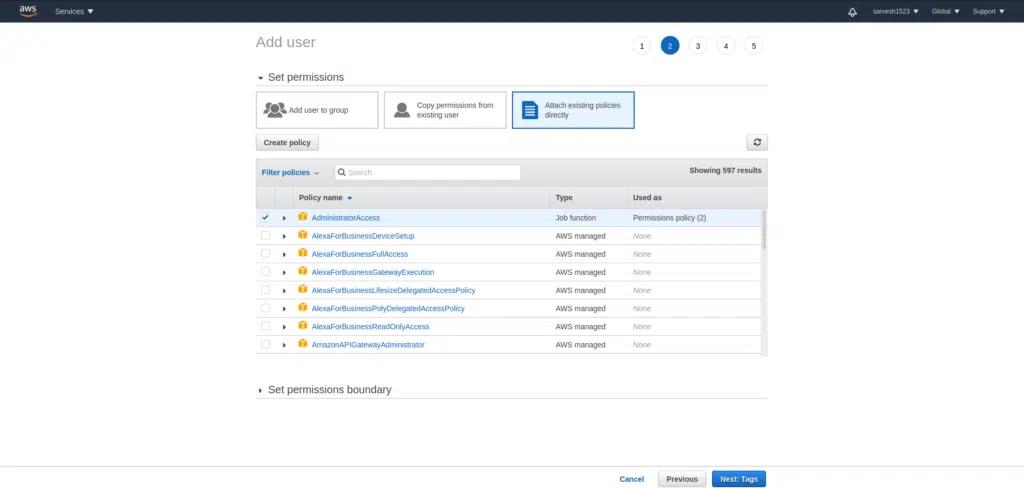 aws Services sarvesh1523 Global Support
Add user 1 2 3 4 5
Set permissions
Add user to group
Copy permissions from
existing user
Attach existing policies
directly
Create policy
Filter policies Search Showing 597 results
Policy name Type Used as
AdministratorAccess Job function Permissions policy (2)
AlexaForBusinessDeviceSetup AWS managed None
AlexaForBusinessFullAccess AWS managed None
AlexaForBusinessGatewayExecution AWS managed None
AlexaForBusinessLifesizeDelegatedAccessPolicy AWS managed None
AlexaForBusinessPolyDelegatedAccessPolicy AWS managed None
AlexaForBusinessReadOnlyAccess AWS managed None
AmazonAPIGatewayAdministrator AWS managed None
Set permissions boundary
Cancel Previous Next: Tags